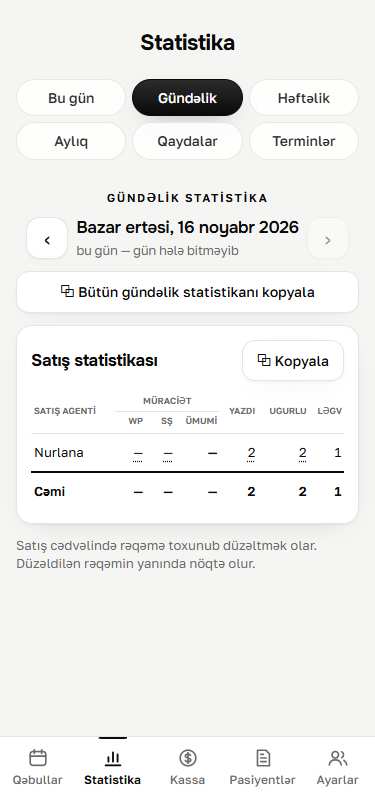 Statistika
Bu gün Gündəlik Həftəlik
Aylıq Qaydalar Terminlər
GÜNDƏLİK STATİSTİKA
‹ Bazar ertəsi, 16 noyabr 2026 ›
bu gün — gün hələ bitməyib
Bütün gündəlik statistikanı kopyala
Satış statistikası Kopyala
SATIŞ AGENTİ MÜRACİƏT YAZDI UĞURLU LƏĞV
WP SŞ ÜMUMİ
Nurlana — — — 2 2 1
Cəmi — — — 2 2 1
Satış cədvəlində rəqəmə toxunub düzəltmək olar.
Düzəldilən rəqəmin yanında nöqtə olur.
Qəbullar Statistika Kassa Pasiyentlər Ayarlar